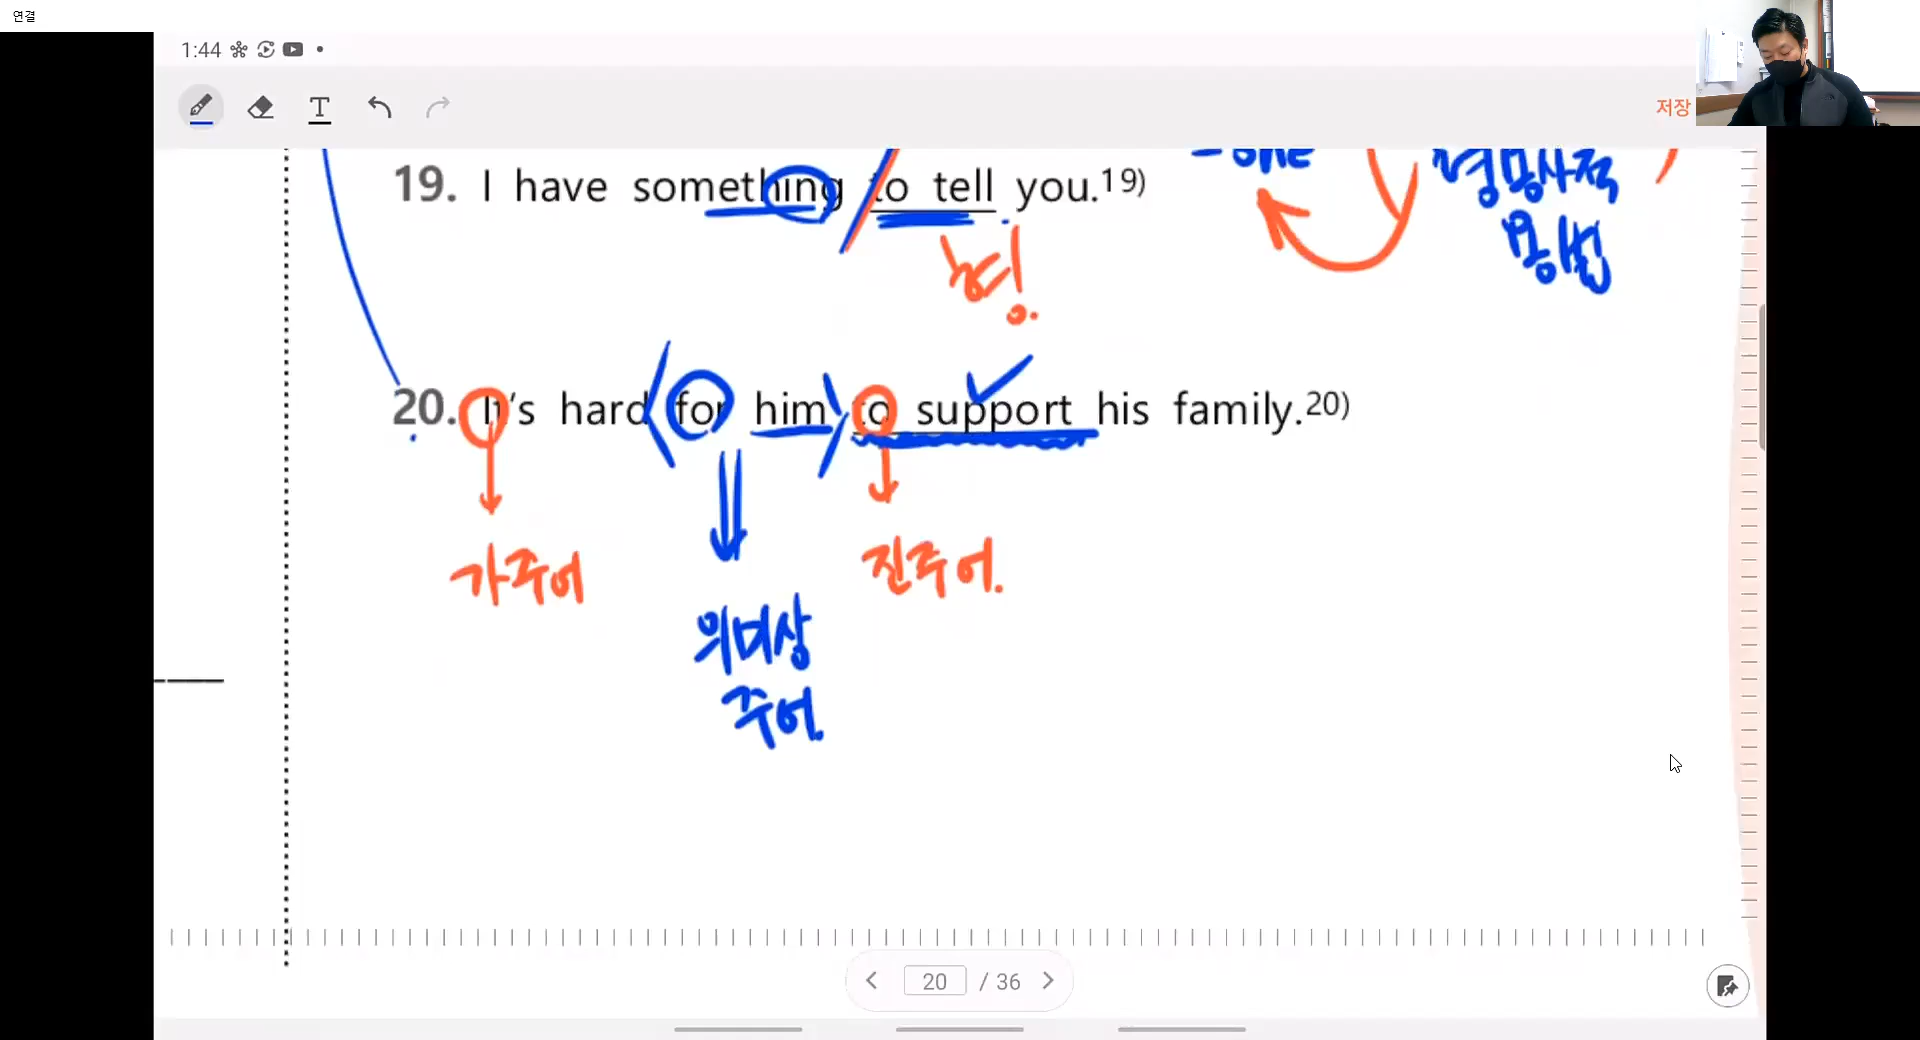 연결
1:44
T
저장
-one
명사적
용법
19. I have something to tell you.19)
형.
20. It's hard for him to support his family.20)
가주어
진주어.
의미상
주어.
20 / 36